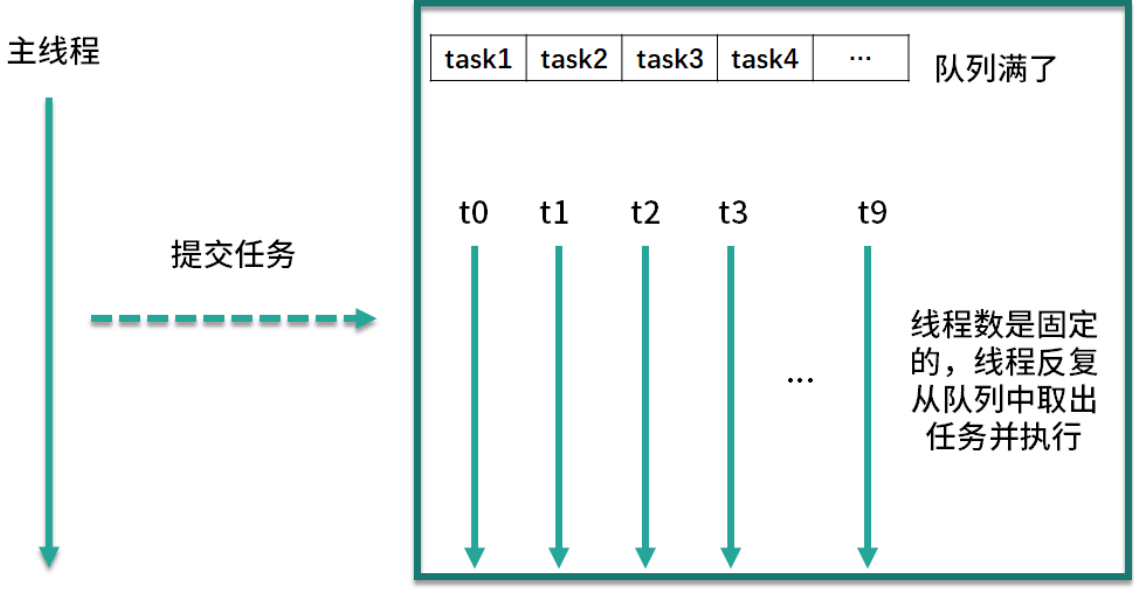 主线程
task1 task2 task3 task4 ...
队列满了
t0 t1 t2 t3 t9
提交任务
...
线程数是固定
的，线程反复
从队列中取出
任务并执行